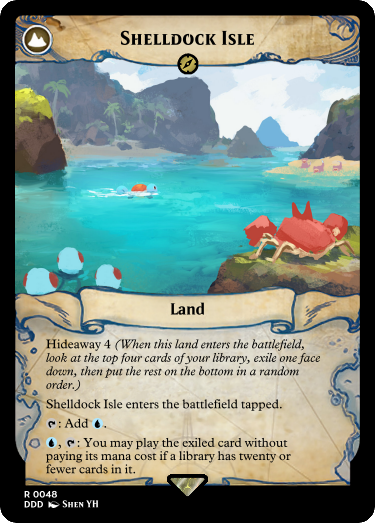 SHELLDOCK ISLE
Land
Hideaway 4 (When this land enters the battlefield,
look at the top four cards of your library, exile one face
down, then put the rest on the bottom in a random
order.)
Shelldock Isle enters the battlefield tapped.
: Add .
, : You may play the exiled card without
paying its mana cost if a library has twenty or
fewer cards in it.
R 0048
DDD SHEN YH